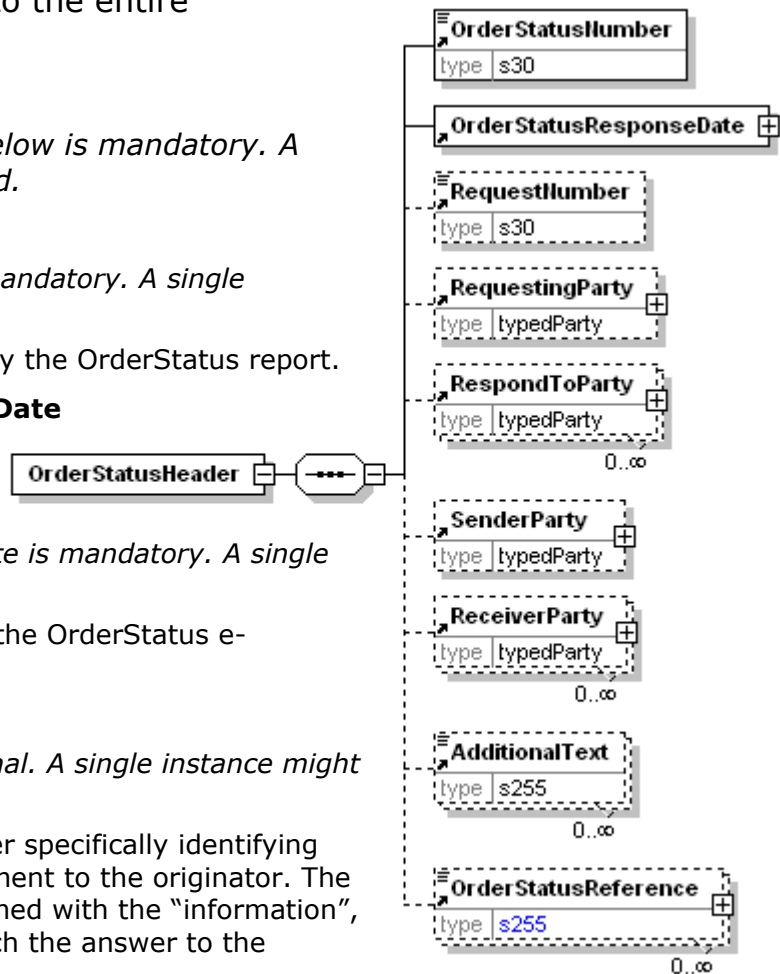 o the entire
elow is mandatory. A
d.
andatory. A single
y the OrderStatus report.
Date
te is mandatory. A single
the OrderStatus e-
nal. A single instance might
er specifically identifying
nent to the originator. The
ned with the “information”,
ch the answer to the
OrderStatusHeader
OrderStatusNumber
type s30
OrderStatusResponseDate
RequestNumber
type s30
RequestingParty
type typedParty
RespondToParty
type typedParty
0..∞
SenderParty
type typedParty
ReceiverParty
type typedParty
0..∞
AdditionalText
type s255
0..∞
OrderStatusReference
type s255
0..∞